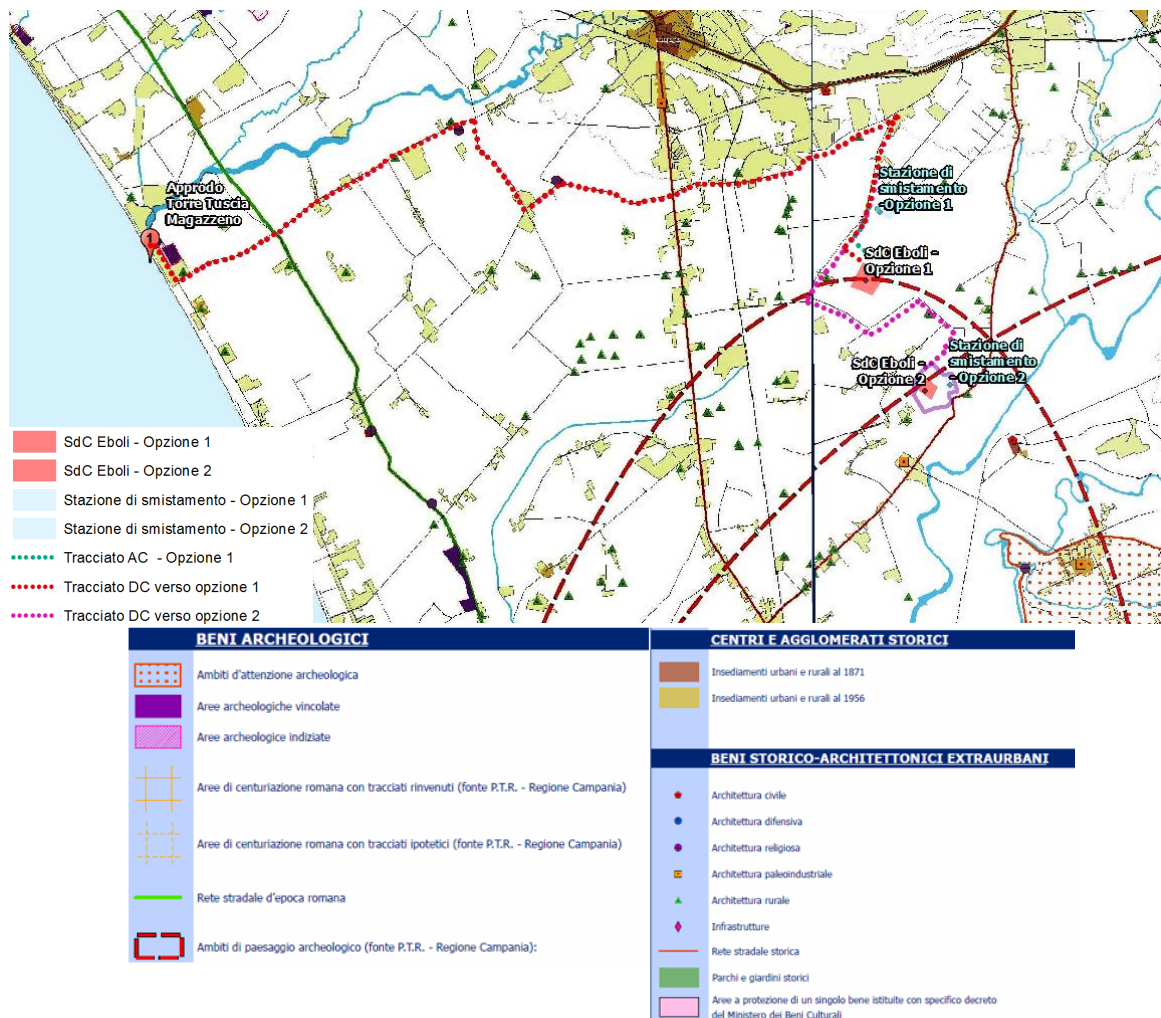 Approdo
Torre Tuscia
Magazzeno
1
Stazione di
smistamento
-Opzione 1
SdC Eboli -
Opzione 1
SdC Eboli -
Opzione 2
Stazione di
smistamento
- Opzione 2
SdC Eboli - Opzione 1
SdC Eboli - Opzione 2
Stazione di smistamento - Opzione 1
Stazione di smistamento - Opzione 2
Tracciato AC - Opzione 1
Tracciato DC verso opzione 1
Tracciato DC verso opzione 2
BENI ARCHEOLOGICI
Ambiti d'attenzione archeologica
Aree archeologiche vincolate
Aree archeologice indiziate
Aree di centuriazione romana con tracciati rinvenuti (fonte P.T.R. - Regione Campania)
Aree di centuriazione romana con tracciati ipotetici (fonte P.T.R. - Regione Campania)
Rete stradale d'epoca romana
Ambiti di paesaggio archeologico (fonte P.T.R. - Regione Campania):
CENTRI E AGGLOMERATI STORICI
Insediamenti urbani e rurali al 1871
Insediamenti urbani e rurali al 1956
BENI STORICO-ARCHITETTONICI EXTRAURBANI
Architettura civile
Architettura difensiva
Architettura religiosa
Architettura paleoindustriale
Architettura rurale
Infrastrutture
Rete stradale storica
Parchi e giardini storici
Aree a protezione di un singolo bene istituite con specifico decreto
del Ministero dei Beni Culturali